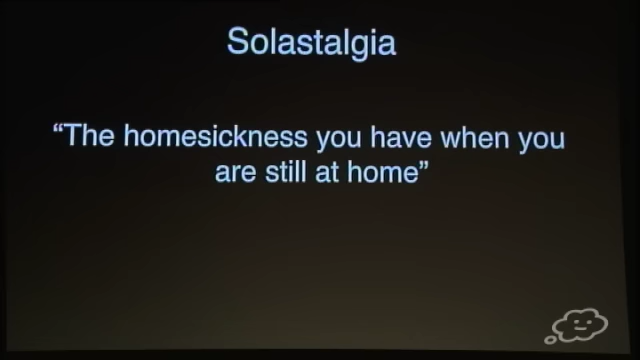 Solastalgia
“The homesickness you have when you
are still at home”